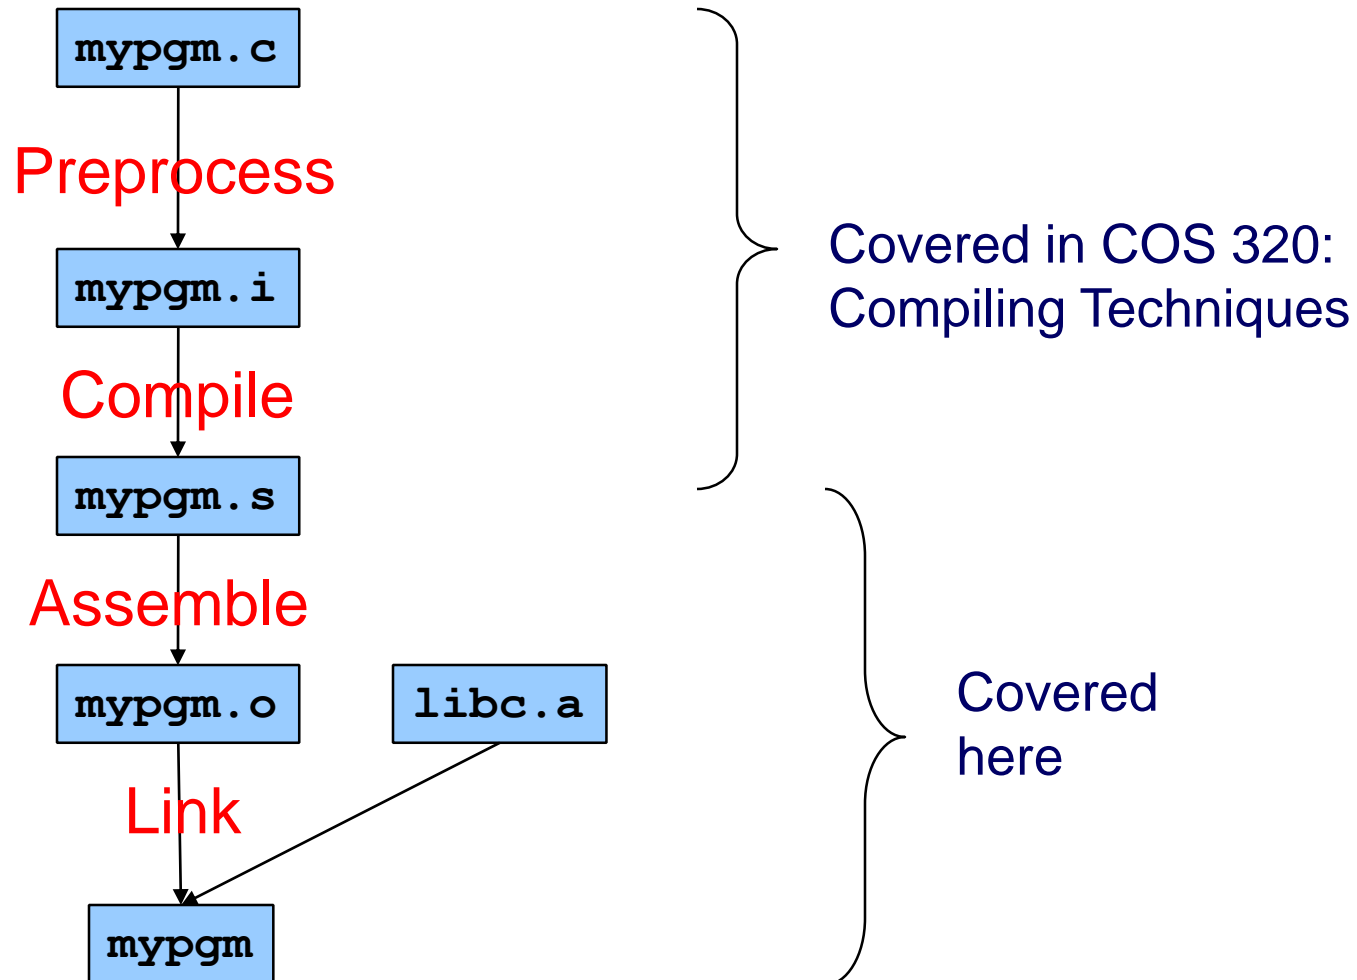 mypgm.c
Preprocess
mypgm.i
Compile
mypgm.s
Assemble
mypgm.o
libc.a
Link
mypgm
Covered in COS 320:
Compiling Techniques
Covered
here